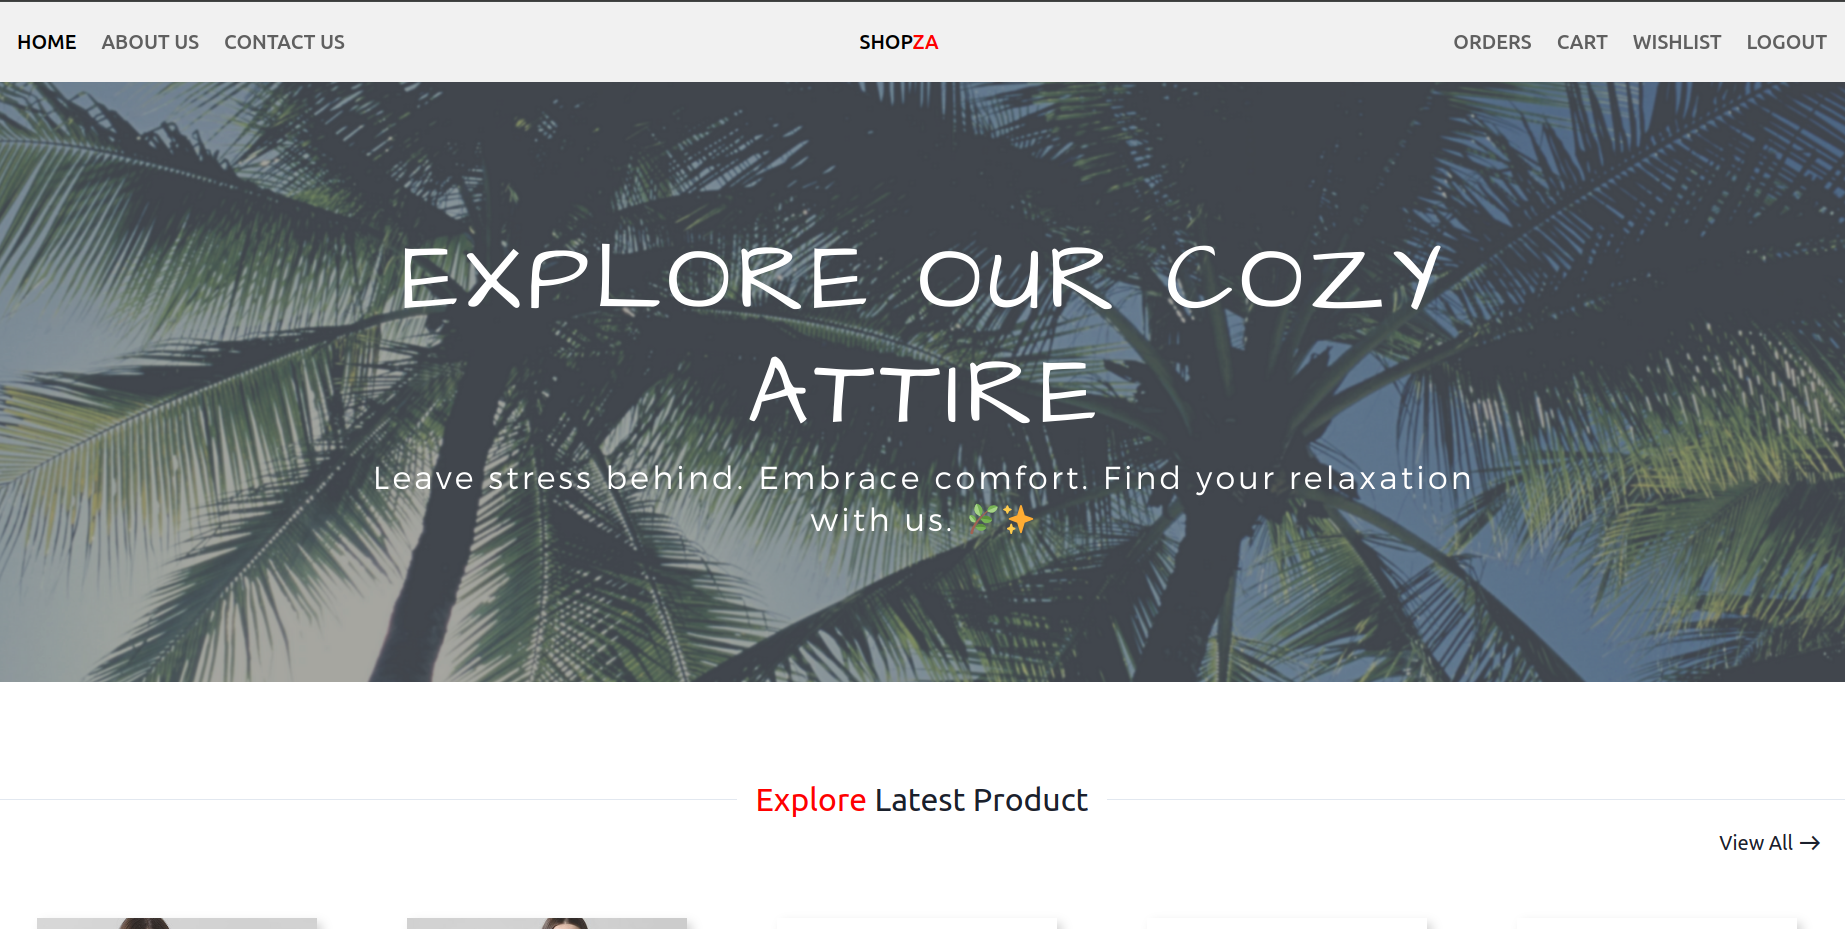 HOME ABOUT US CONTACT US SHOPZA ORDERS CART WISHLIST LOGOUT
EXPLORE OUR COZY
ATTIRE
Leave stress behind. Embrace comfort. Find your relaxation
with us. 🌿✨
Explore Latest Product
View All →